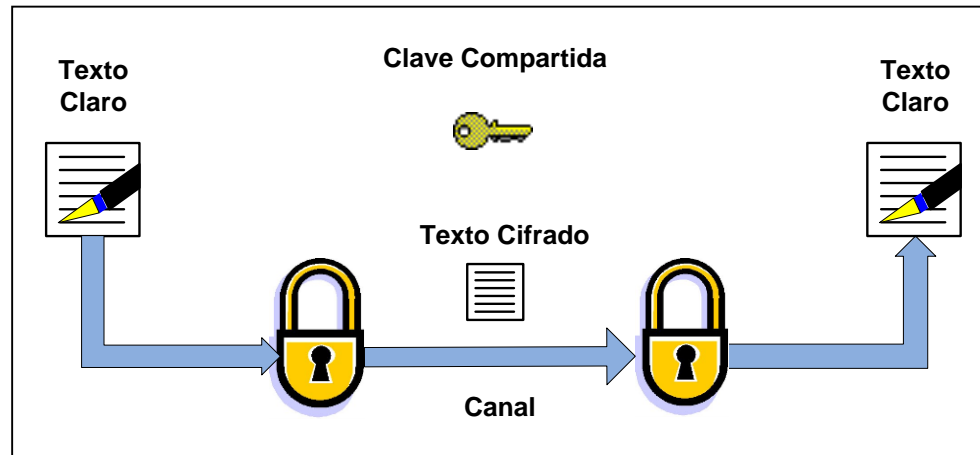 Clave Compartida
Texto
Claro
Texto
Claro
Texto Cifrado
Canal